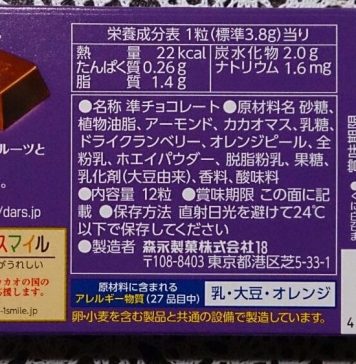 栄養成分表 1粒(標準3.8g)当り
熱量 22kcal 炭水化物 2.0g
たんぱく質 0.26g ナトリウム 1.6mg
脂質 1.4g
●名称 準チョコレート ●原材料名 砂糖、
植物油脂、アーモンド、カカオマス、乳糖、
ドライクランベリー、オレンジピール、全
粉乳、ホエイパウダー、脱脂粉乳、果糖、
乳化剤(大豆由来)、香料、酸味料
●内容量 12粒 ●賞味期限 この面に記
載 ●保存方法 直射日光を避けて24℃
以下で保存してください。
●製造者 森永製菓株式会社18
〒108-8403 東京都港区芝5-33-1
原材料に含まれる
アレルギー物質(27品目中)
乳・大豆・オレンジ
卵・小麦を含む製品と共通の設備で製造しています。
ルーツと
/dars.jp
スマイル
がうれしい
カカオの国の
応援します。
-1smile.jp
4